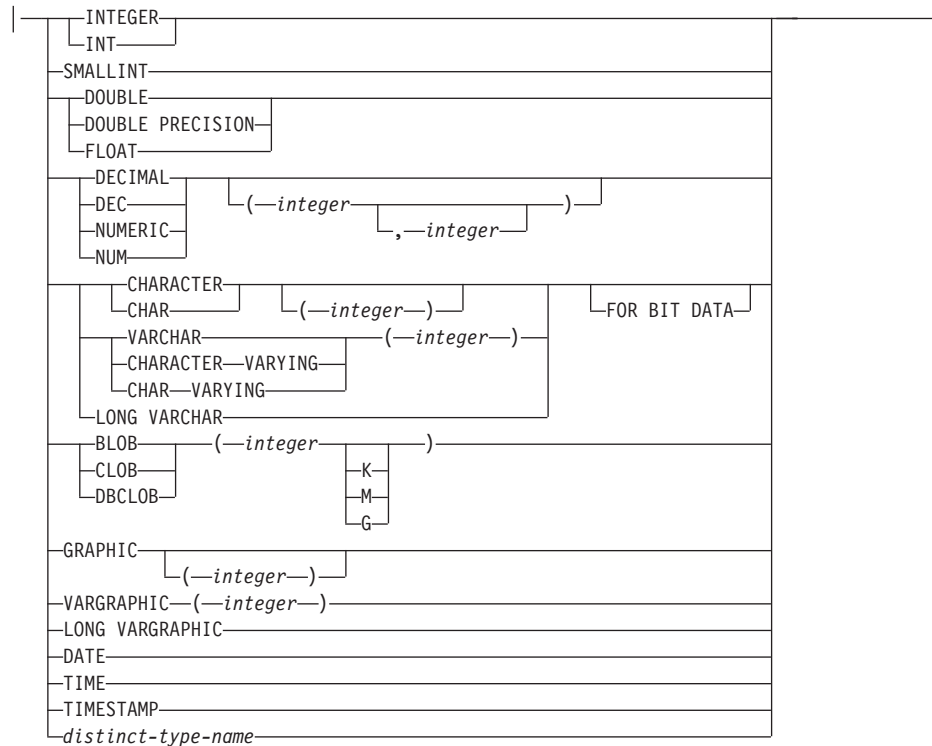 INTEGER
INT
SMALLINT
DOUBLE
DOUBLE PRECISION
FLOAT
DECIMAL
DEC ( integer )
NUMERIC , integer
NUM
CHARACTER
CHAR ( integer ) FOR BIT DATA
VARCHAR ( integer )
CHARACTER VARYING
CHAR VARYING
LONG VARCHAR
BLOB ( integer )
CLOB K
DBCLOB M
G
GRAPHIC
( integer )
VARGRAPHIC ( integer )
LONG VARGRAPHIC
DATE
TIME
TIMESTAMP
distinct-type-name